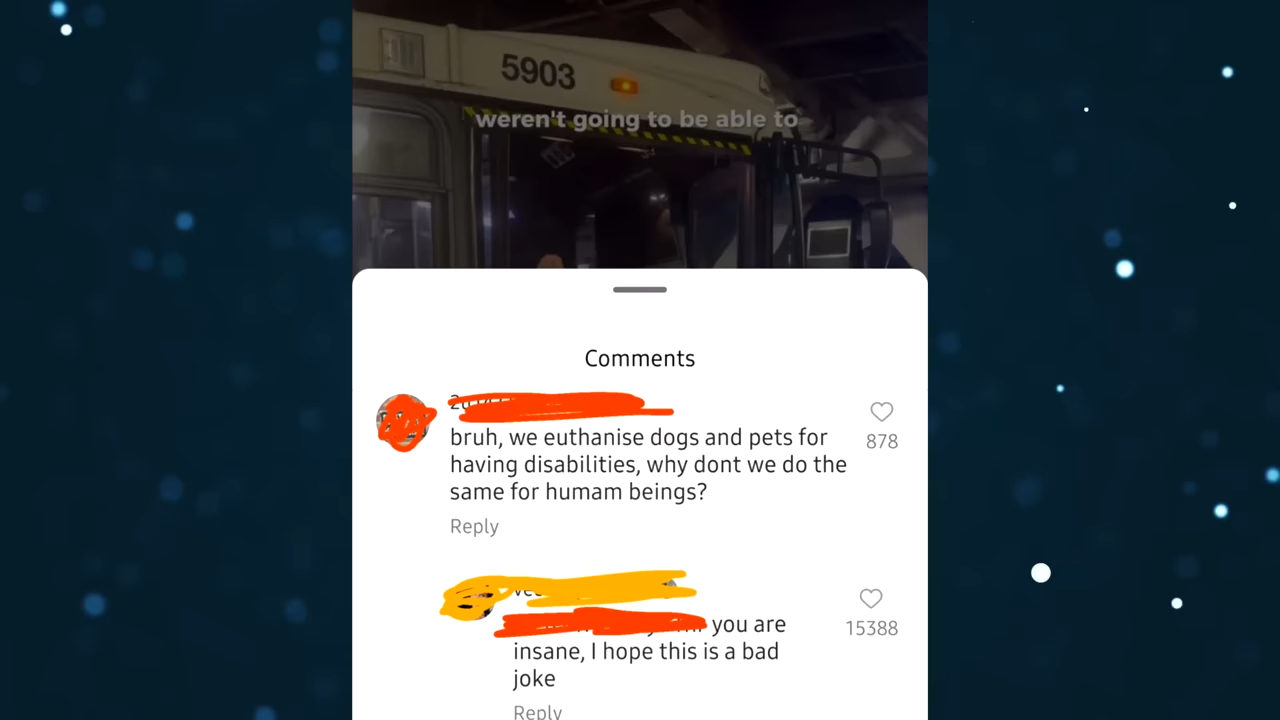 5903
weren't going to be able to
Comments
bruh, we euthanise dogs and pets for
having disabilities, why dont we do the
same for humam beings?
878
Reply
you are
insane, I hope this is a bad
joke
15388
Reply